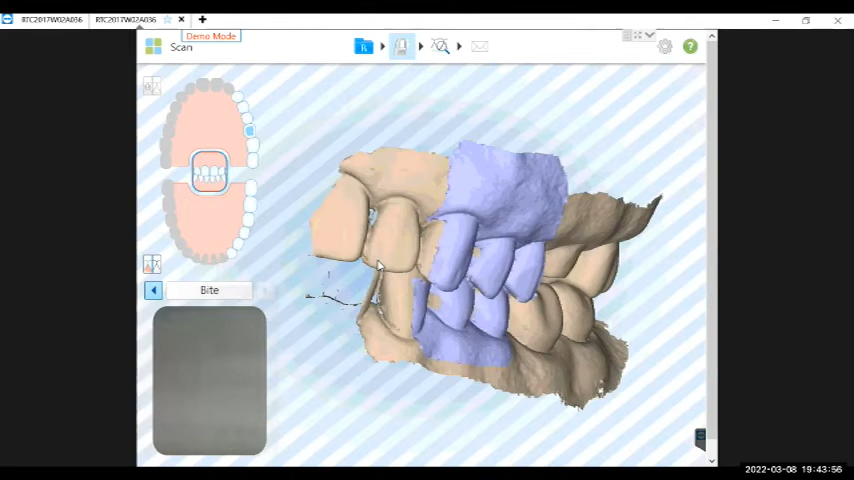 RTC2017W02A036
RTC2017W02A036
Demo Mode
Scan
Bite
2022-03-08 19:43:56